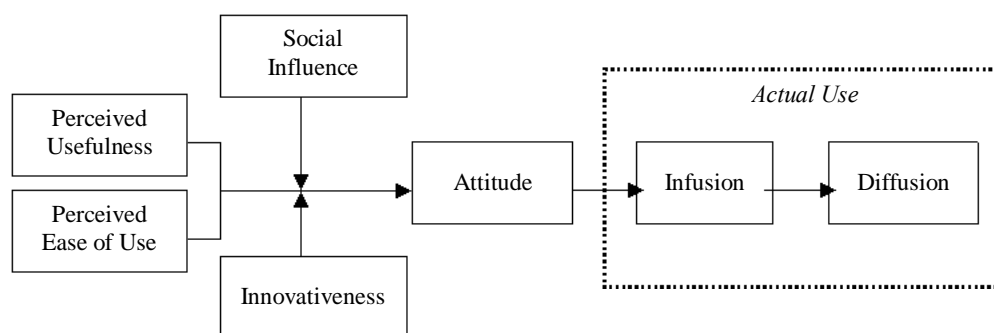 Social
Influence
Actual Use
Perceived
Usefulness
Attitude
Infusion
Diffusion
Perceived
Ease of Use
Innovativeness